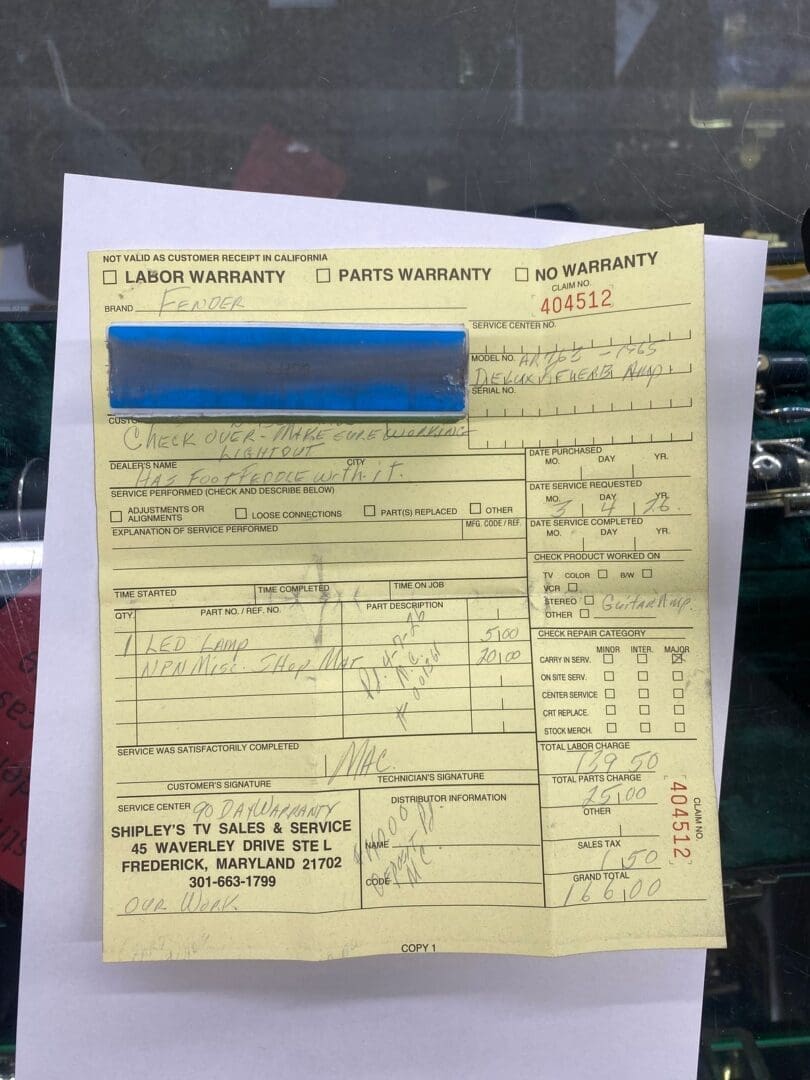 NOT VALID AS CUSTOMER RECEIPT IN CALIFORNIA
LABOR WARRANTY PARTS WARRANTY NO WARRANTY
CLAIM NO.
404512
BRAND FENDER
SERVICE CENTER NO.
MODEL NO. 1965
DELUXE REVERB AMP
SERIAL NO.
CHECK OVER - MAKE SURE WORKING
LIGHT OUT
DEALER'S NAME CITY
HAS FOOT PEDDLE with it.
SERVICE PERFORMED (CHECK AND DESCRIBE BELOW)
ADJUSTMENTS OR ALIGNMENTS LOOSE CONNECTIONS PART(S) REPLACED OTHER
EXPLANATION OF SERVICE PERFORMED MFG. CODE / REF.
DATE PURCHASED
MO. DAY YR.
DATE SERVICE REQUESTED
MO. DAY YR.
3 4 26
DATE SERVICE COMPLETED
MO. DAY YR.
CHECK PRODUCT WORKED ON
TV COLOR B/W
VCR
STEREO Guitar Amp.
OTHER
TIME STARTED TIME COMPLETED TIME ON JOB
QTY. PART NO. / REF. NO. PART DESCRIPTION
1 LED LAMP 5 00
MISC. SHOP MAT 20 00
Pd. 4-7-26
M.C.
CHECK REPAIR CATEGORY
MINOR INTER. MAJOR
CARRY IN SERV.
ON SITE SERV.
CENTER SERVICE
CRT REPLACE.
STOCK MERCH.
SERVICE WAS SATISFACTORILY COMPLETED
MAC.
CUSTOMER'S SIGNATURE TECHNICIAN'S SIGNATURE
TOTAL LABOR CHARGE
139 50
TOTAL PARTS CHARGE
25 00
OTHER
SALES TAX
1 50
GRAND TOTAL
166 00
CLAIM NO.
404512
SERVICE CENTER 90 DAY WARRANTY
SHIPLEY'S TV SALES & SERVICE
45 WAVERLEY DRIVE STE L
FREDERICK, MARYLAND 21702
301-663-1799
OUR WORK.
DISTRIBUTOR INFORMATION
NAME
CODE
DEPOSIT
M.C.
COPY 1